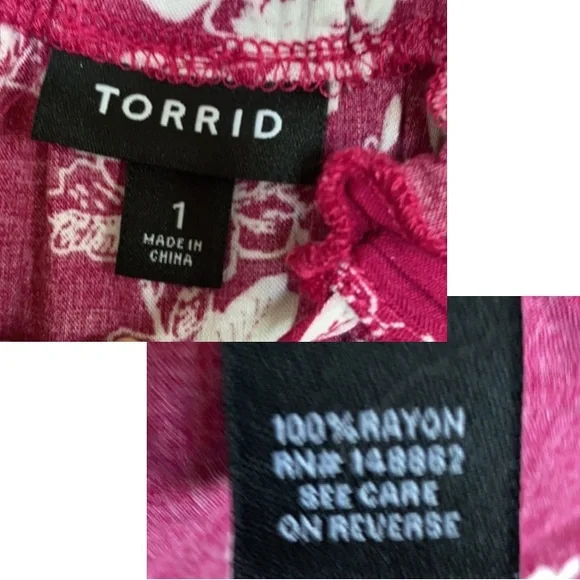 TORRID
1
MADE IN
CHINA
100% RAYON
RN# 148862
SEE CARE
ON REVERSE